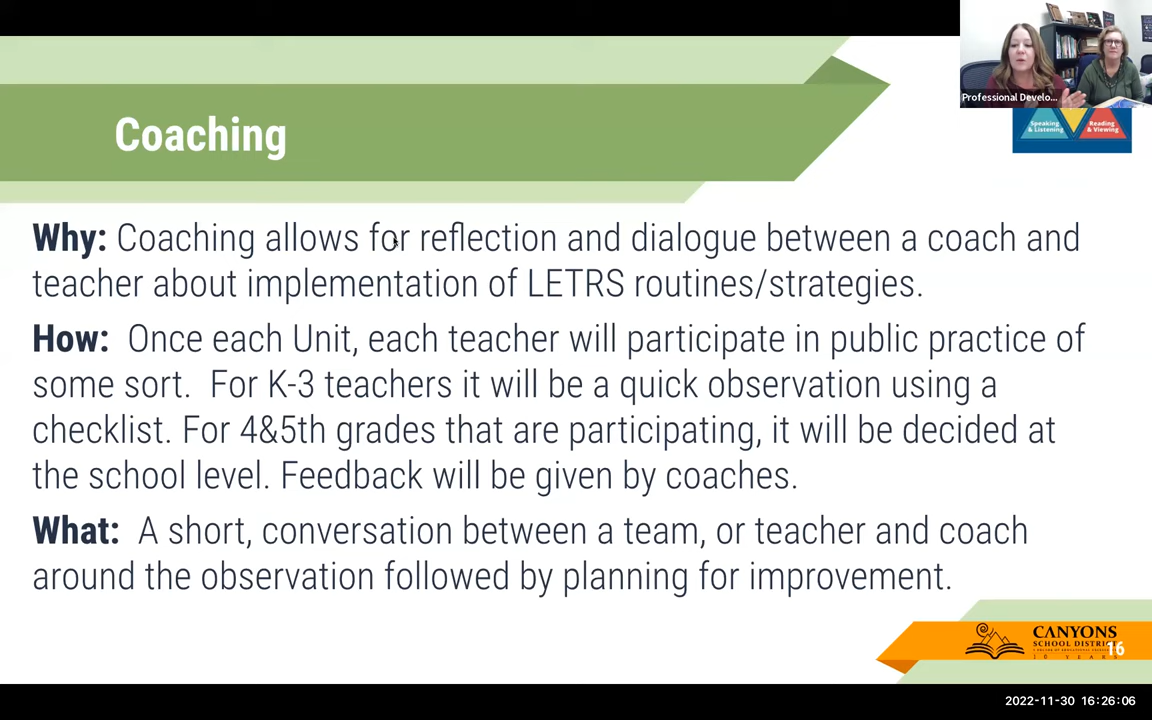 Professional Develo...
Speaking & Listening
Reading & Viewing
Coaching
Why: Coaching allows for reflection and dialogue between a coach and
teacher about implementation of LETRS routines/strategies.
How: Once each Unit, each teacher will participate in public practice of
some sort. For K-3 teachers it will be a quick observation using a
checklist. For 4&5th grades that are participating, it will be decided at
the school level. Feedback will be given by coaches.
What: A short, conversation between a team, or teacher and coach
around the observation followed by planning for improvement.
CANYONS
SCHOOL DISTRICT
16
2022-11-30 16:26:06